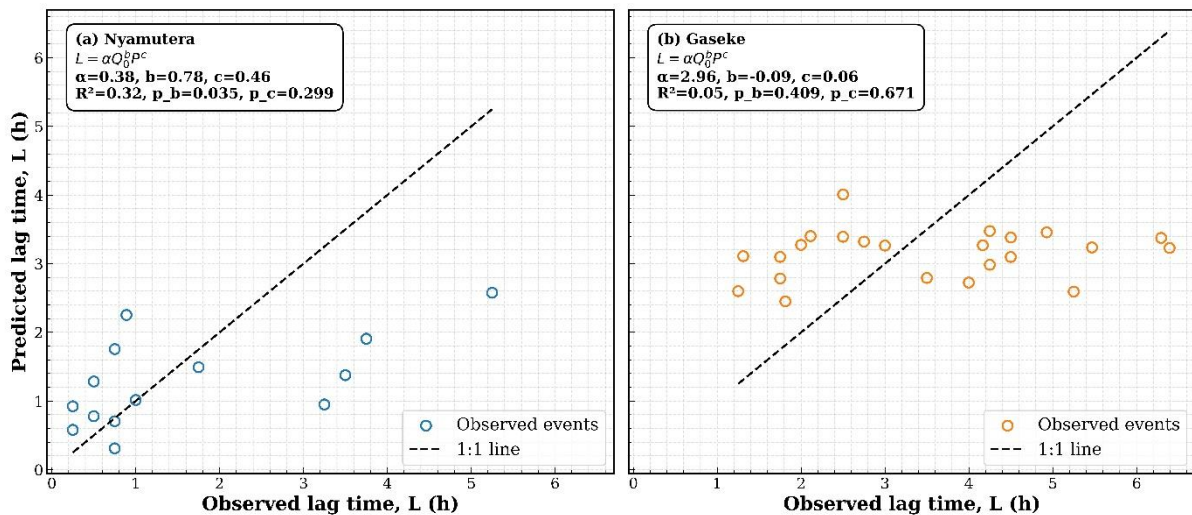 (a) Nyamutera
L = αQ₀ᵇPᶜ
α=0.38, b=0.78, c=0.46
R²=0.32, p_b=0.035, p_c=0.299
(b) Gaseke
L = αQ₀ᵇPᶜ
α=2.96, b=-0.09, c=0.06
R²=0.05, p_b=0.409, p_c=0.671
Predicted lag time, L (h)
6
5
4
3
2
1
0
Observed events
1:1 line
Observed events
1:1 line
0 1 2 3 4 5 6
1 2 3 4 5 6
Observed lag time, L (h)
Observed lag time, L (h)